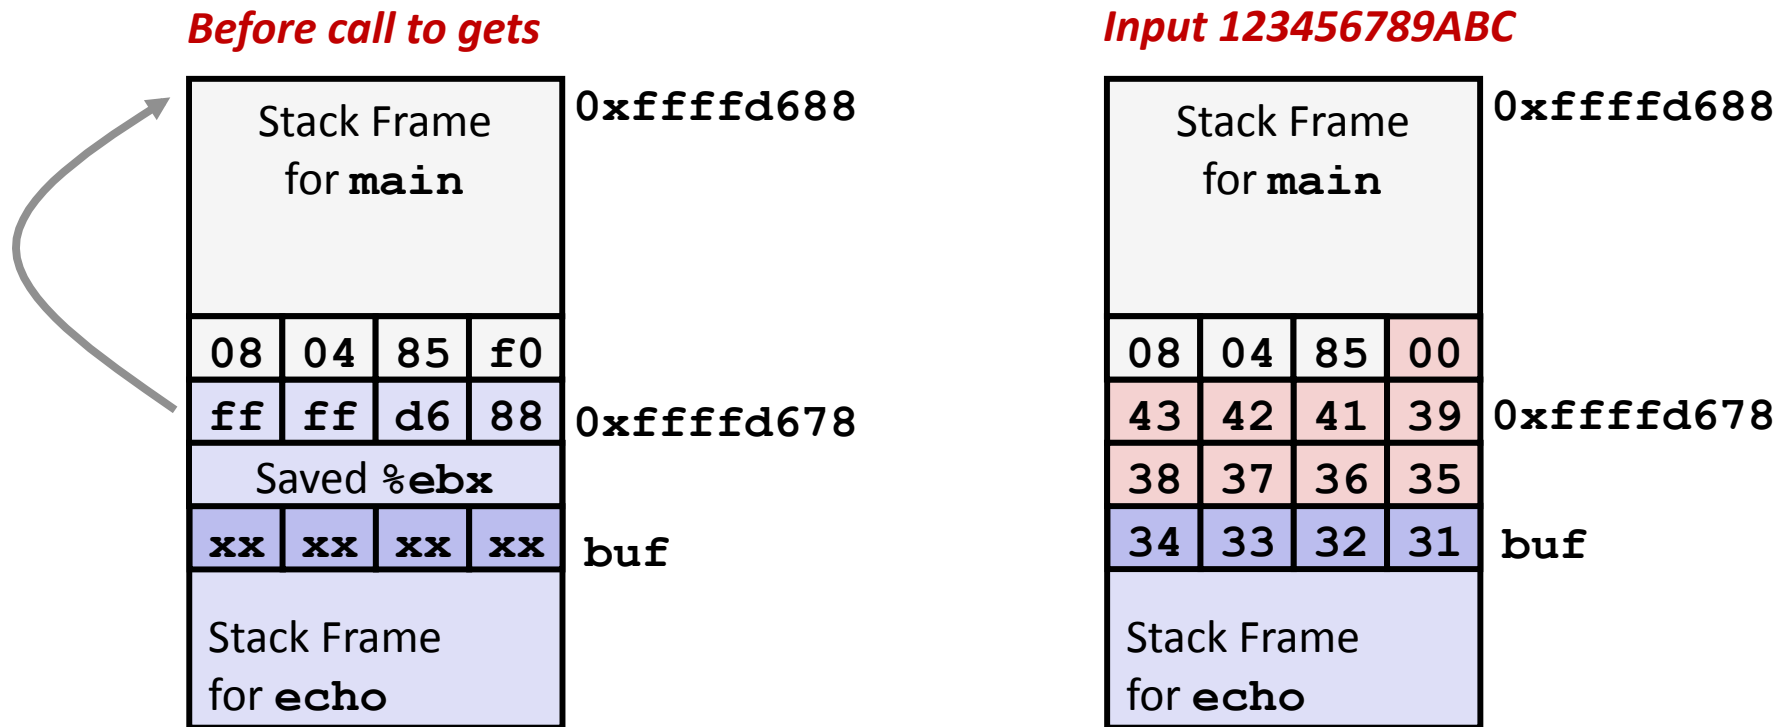 Before call to gets
Stack Frame
for main
0xffffd688
08 04 85 f0
ff ff d6 88
0xffffd678
Saved %ebx
xx xx xx xx
buf
Stack Frame
for echo
Input 123456789ABC
Stack Frame
for main
0xffffd688
08 04 85 00
43 42 41 39
0xffffd678
38 37 36 35
34 33 32 31
buf
Stack Frame
for echo